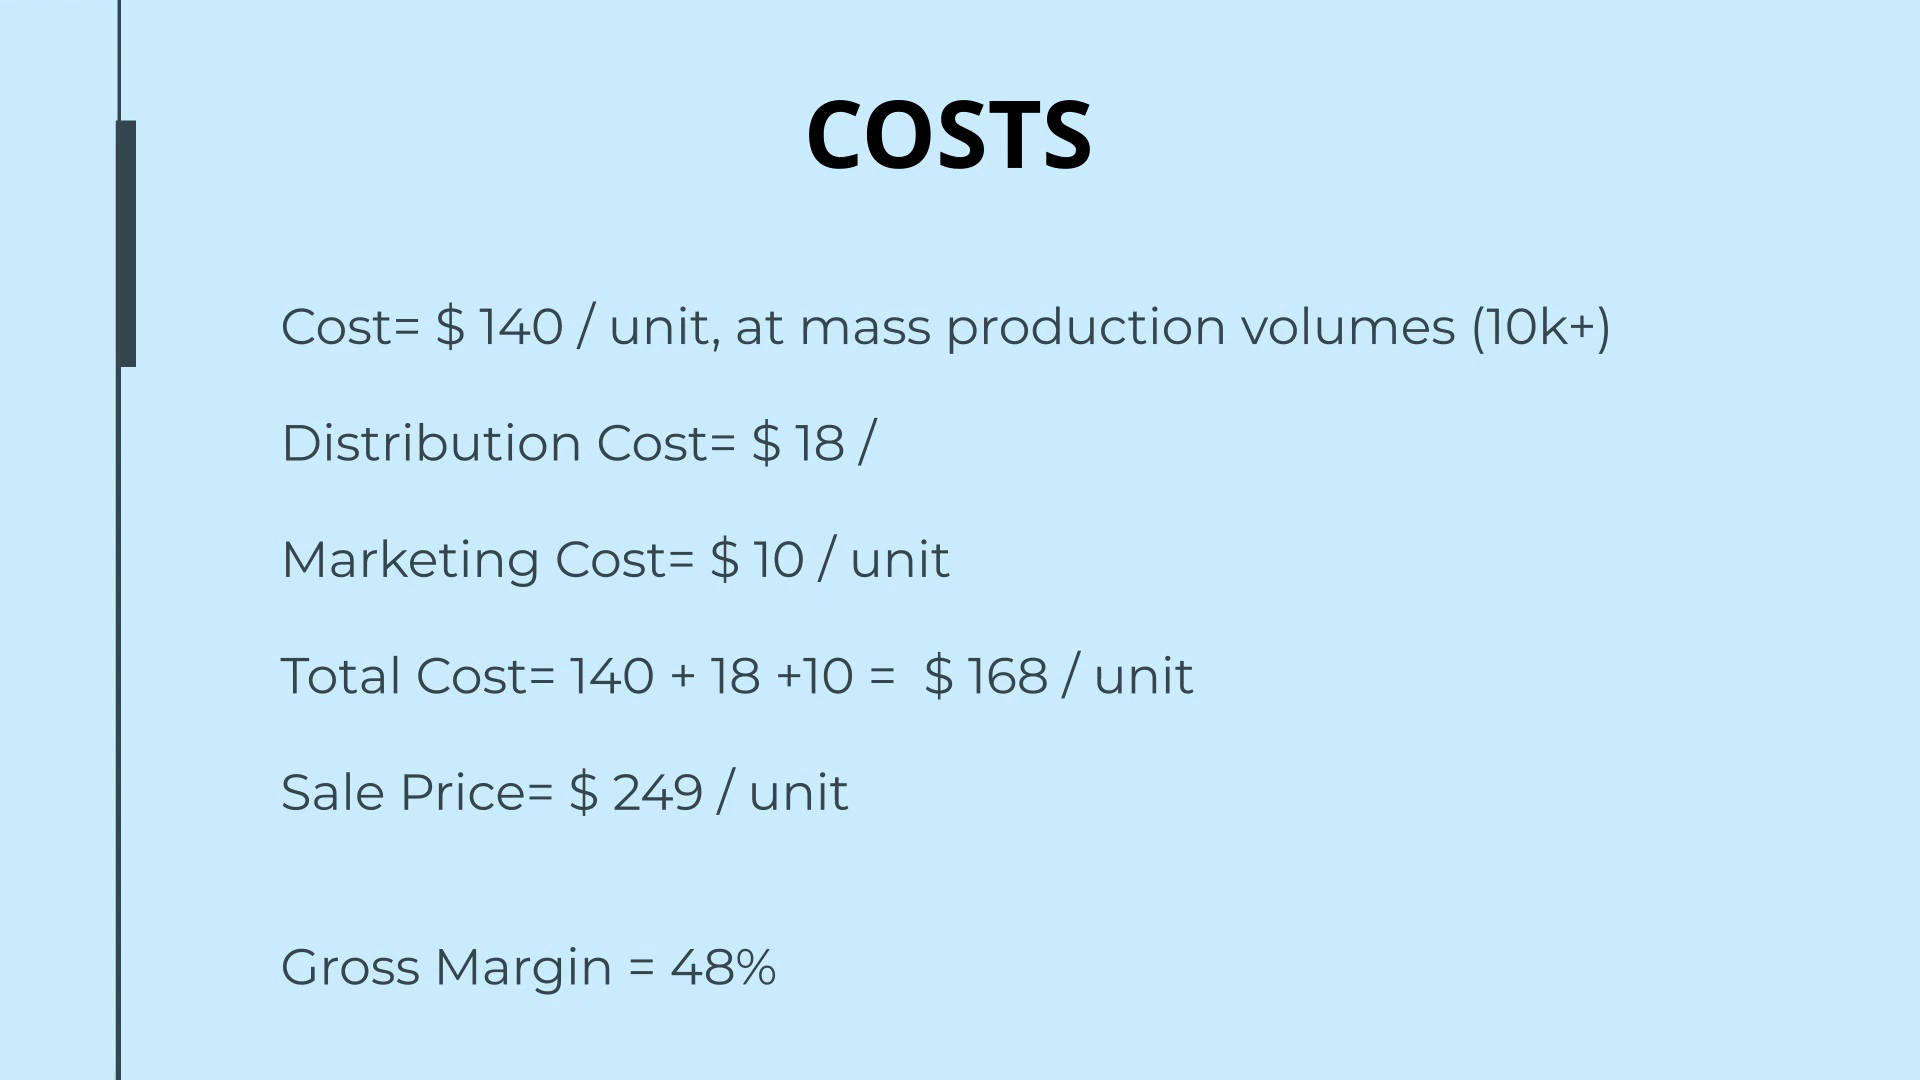 COSTS
Cost= $ 140 / unit, at mass production volumes (10k+)
Distribution Cost= $ 18 /
Marketing Cost= $ 10 / unit
Total Cost= 140 + 18 +10 =  $ 168 / unit
Sale Price= $ 249 / unit
Gross Margin = 48%